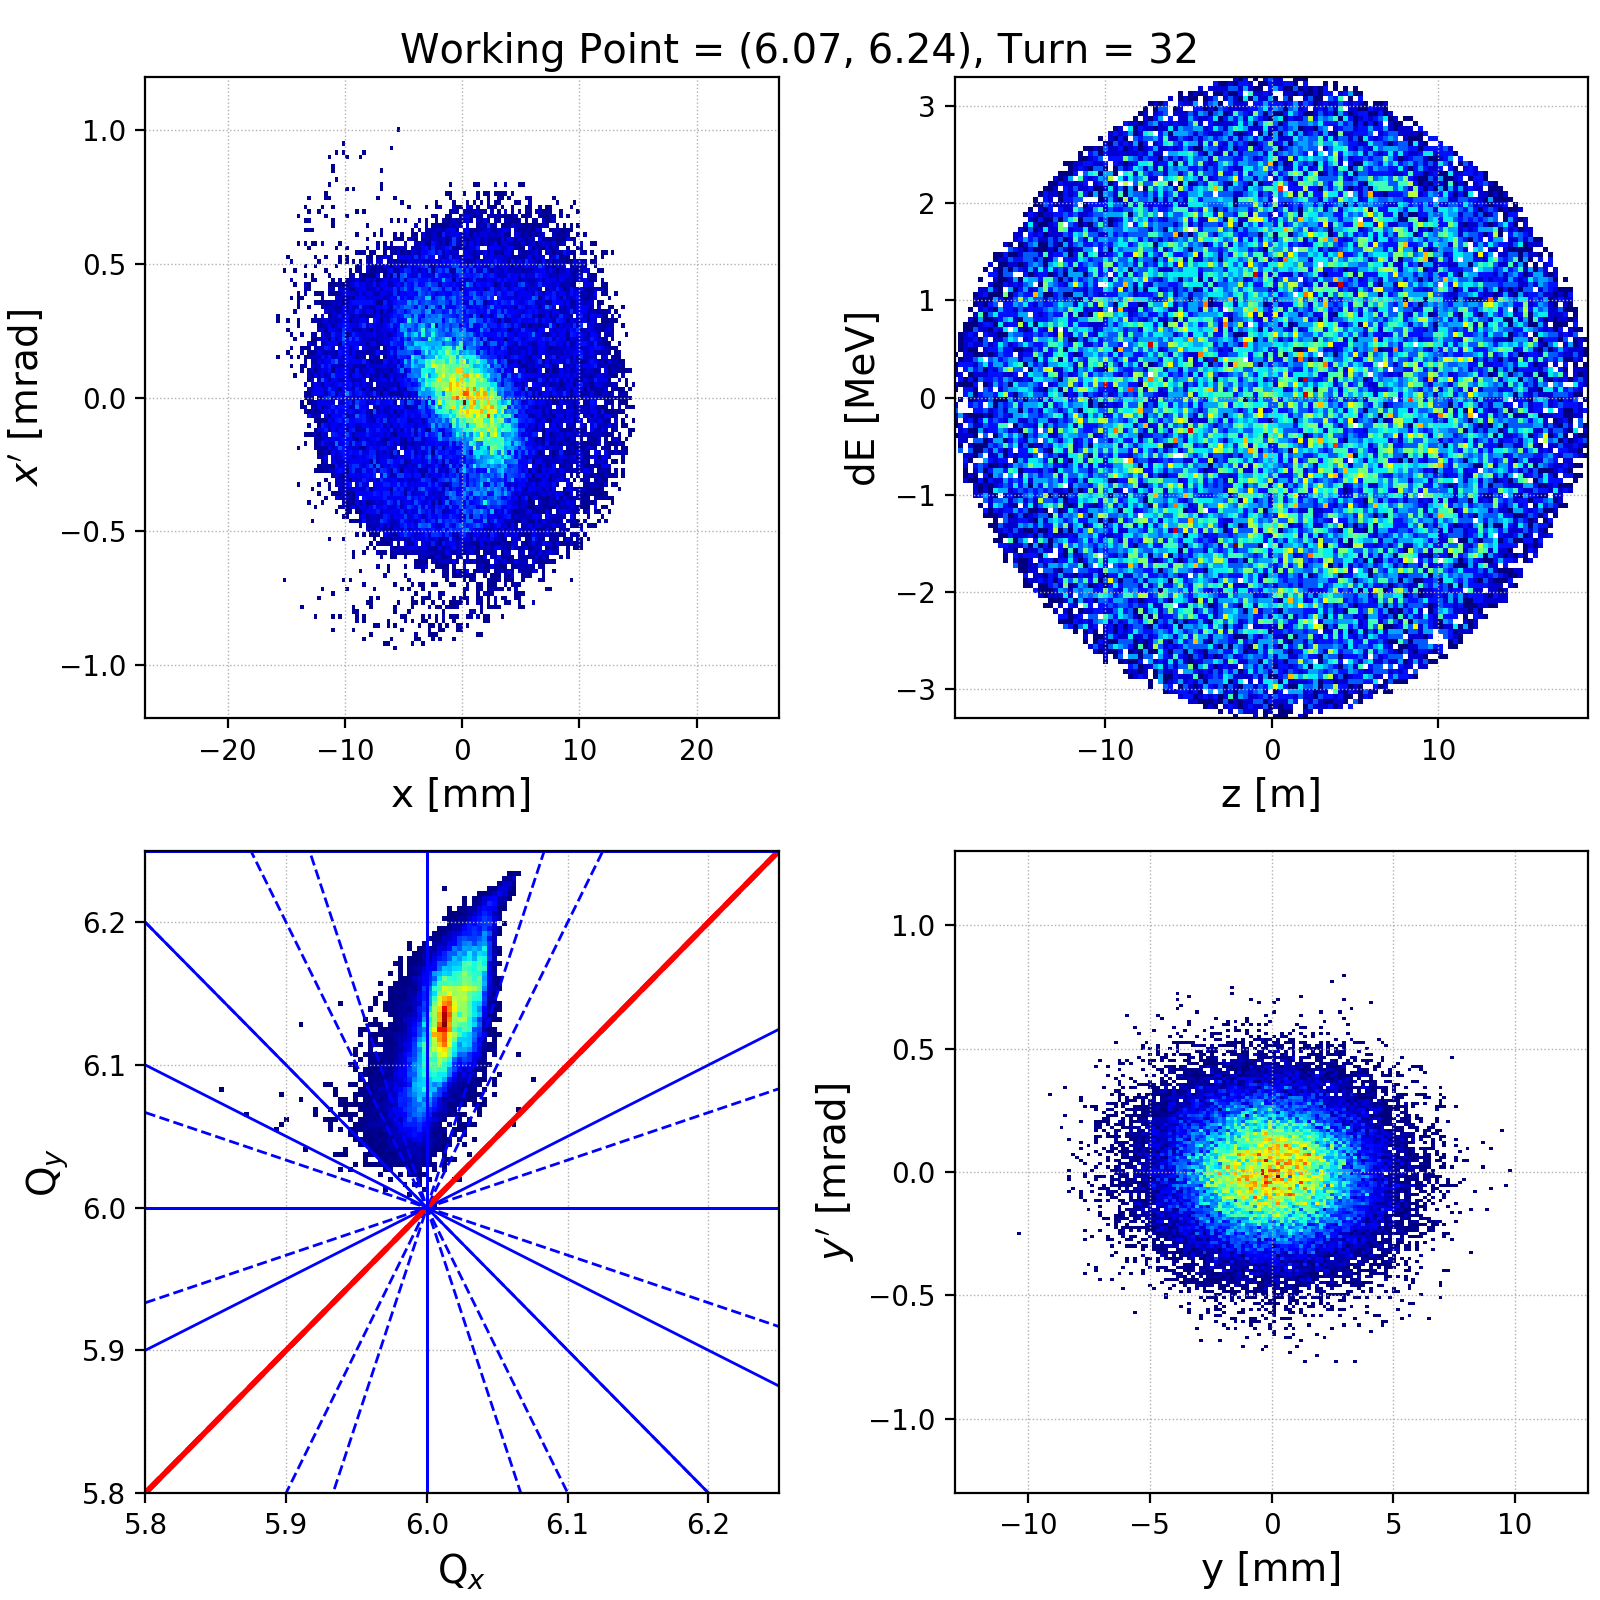 Working Point = (6.07, 6.24), Turn = 32
1.0
0.5
0.0
−0.5
−1.0
x′ [mrad]
−20 −10 0 10 20
x [mm]
3
2
1
0
−1
−2
−3
dE [MeV]
−10 0 10
z [m]
6.2
6.1
6.0
5.9
5.8
Qy
5.8 5.9 6.0 6.1 6.2
Qx
1.0
0.5
0.0
−0.5
−1.0
y′ [mrad]
−10 −5 0 5 10
y [mm]